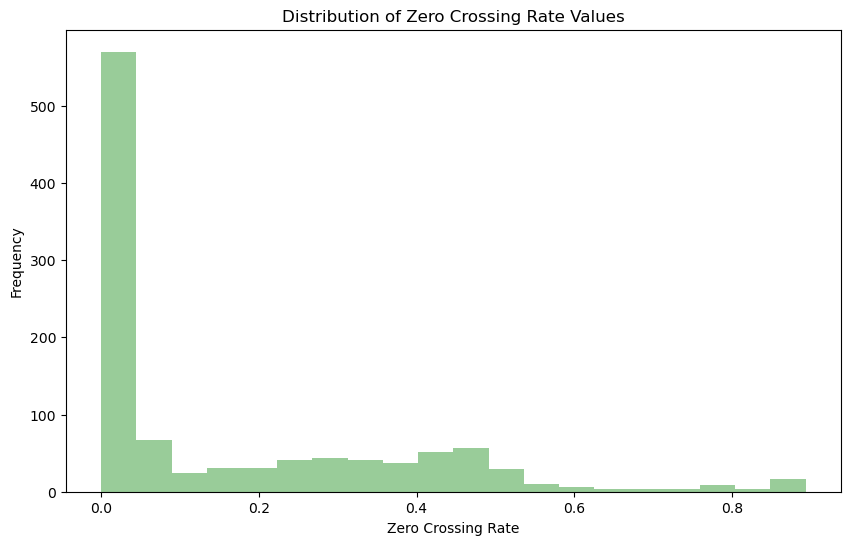 Distribution of Zero Crossing Rate Values
Frequency
500
400
300
200
100
0
0.0 0.2 0.4 0.6 0.8
Zero Crossing Rate